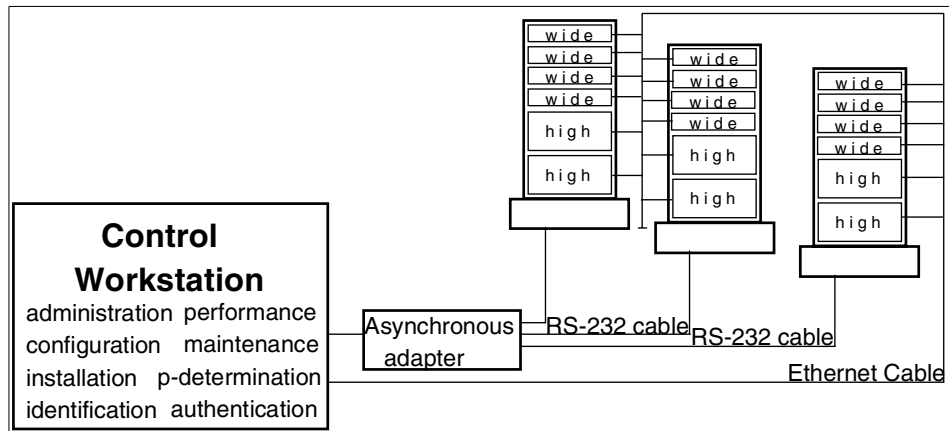 wide
wide
wide
wide
high
high
wide
wide
wide
wide
high
high
wide
wide
wide
wide
high
high
Control
Workstation
administration performance
configuration maintenance
installation p-determination
identification authentication
Asynchronous
adapter
RS-232 cable
RS-232 cable
Ethernet Cable